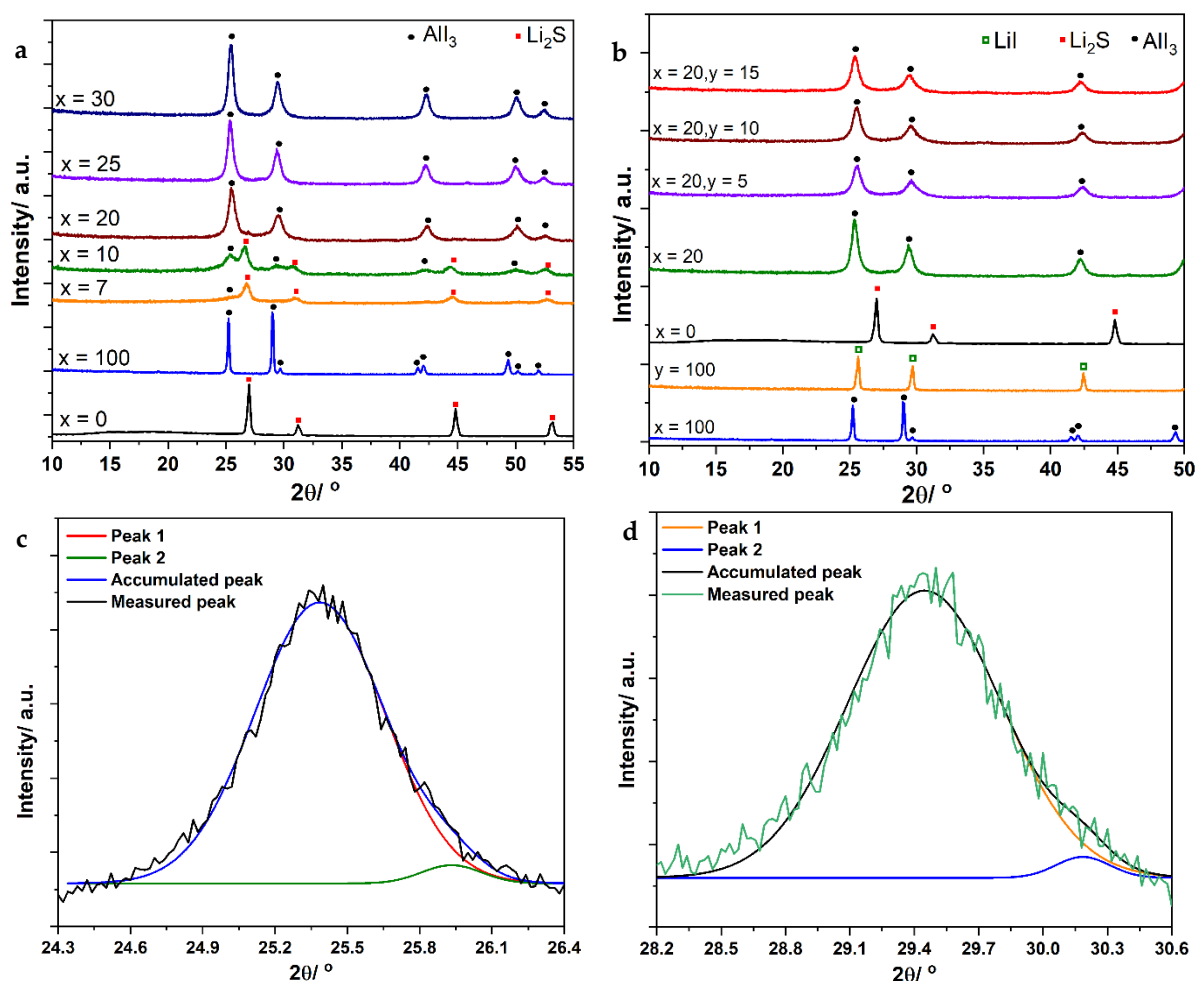 a
● AlI₃ ■ Li₂S
x = 30
x = 25
x = 20
x = 10
x = 7
x = 100
x = 0
Intensity/ a.u.
10 15 20 25 30 35 40 45 50 55
2θ/ °
b
LiI Li₂S AlI₃
x = 20,y = 15
x = 20,y = 10
x = 20,y = 5
x = 20
x = 0
y = 100
x = 100
Intensity/ a.u.
10 15 20 25 30 35 40 45 50
2θ/ °
c
Peak 1
Peak 2
Accumulated peak
Measured peak
Intensity/ a.u.
24.3 24.6 24.9 25.2 25.5 25.8 26.1 26.4
2θ/ °
d
Peak 1
Peak 2
Accumulated peak
Measured peak
Intensity/ a.u.
28.2 28.5 28.8 29.1 29.4 29.7 30.0 30.3 30.6
2θ/ °